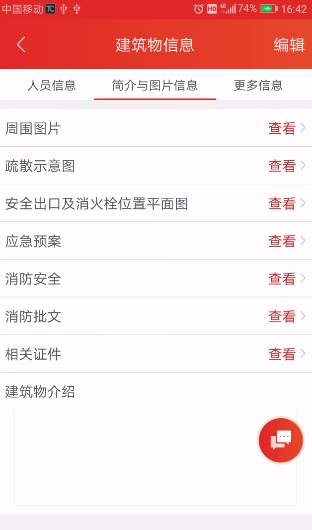 中国移动 74% 16:42
建筑物信息 编辑
人员信息 简介与图片信息 更多信息
周围图片 查看
疏散示意图 查看
安全出口及消火栓位置平面图 查看
应急预案 查看
消防安全 查看
消防批文 查看
相关证件 查看
建筑物介绍